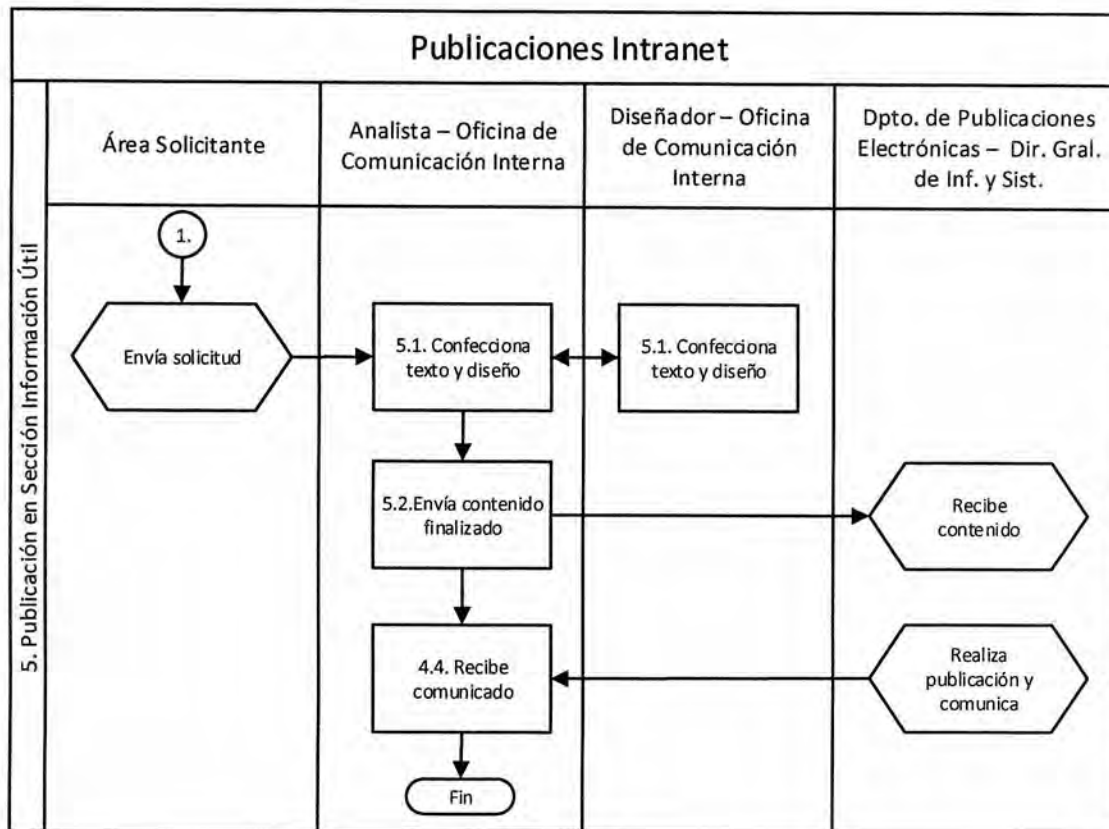 Publicaciones Intranet
5. Publicación en Sección Información Útil
Área Solicitante
Analista – Oficina de
Comunicación Interna
Diseñador – Oficina
de Comunicación
Interna
Dpto. de Publicaciones
Electrónicas – Dir. Gral.
de Inf. y Sist.
1.
Envía solicitud
5.1. Confecciona
texto y diseño
5.1. Confecciona
texto y diseño
5.2.Envía contenido
finalizado
Recibe
contenido
4.4. Recibe
comunicado
Realiza
publicación y
comunica
Fin